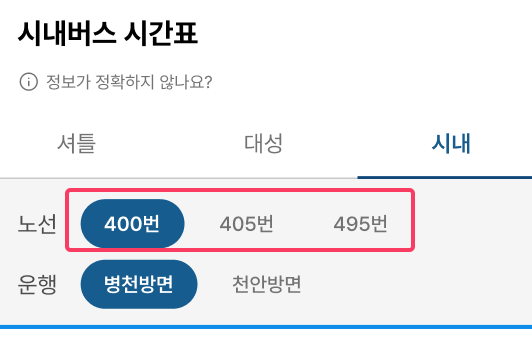 시내버스 시간표
정보가 정확하지 않나요?
셔틀 대성 시내
노선 400번 405번 495번
운행 병천방면 천안방면